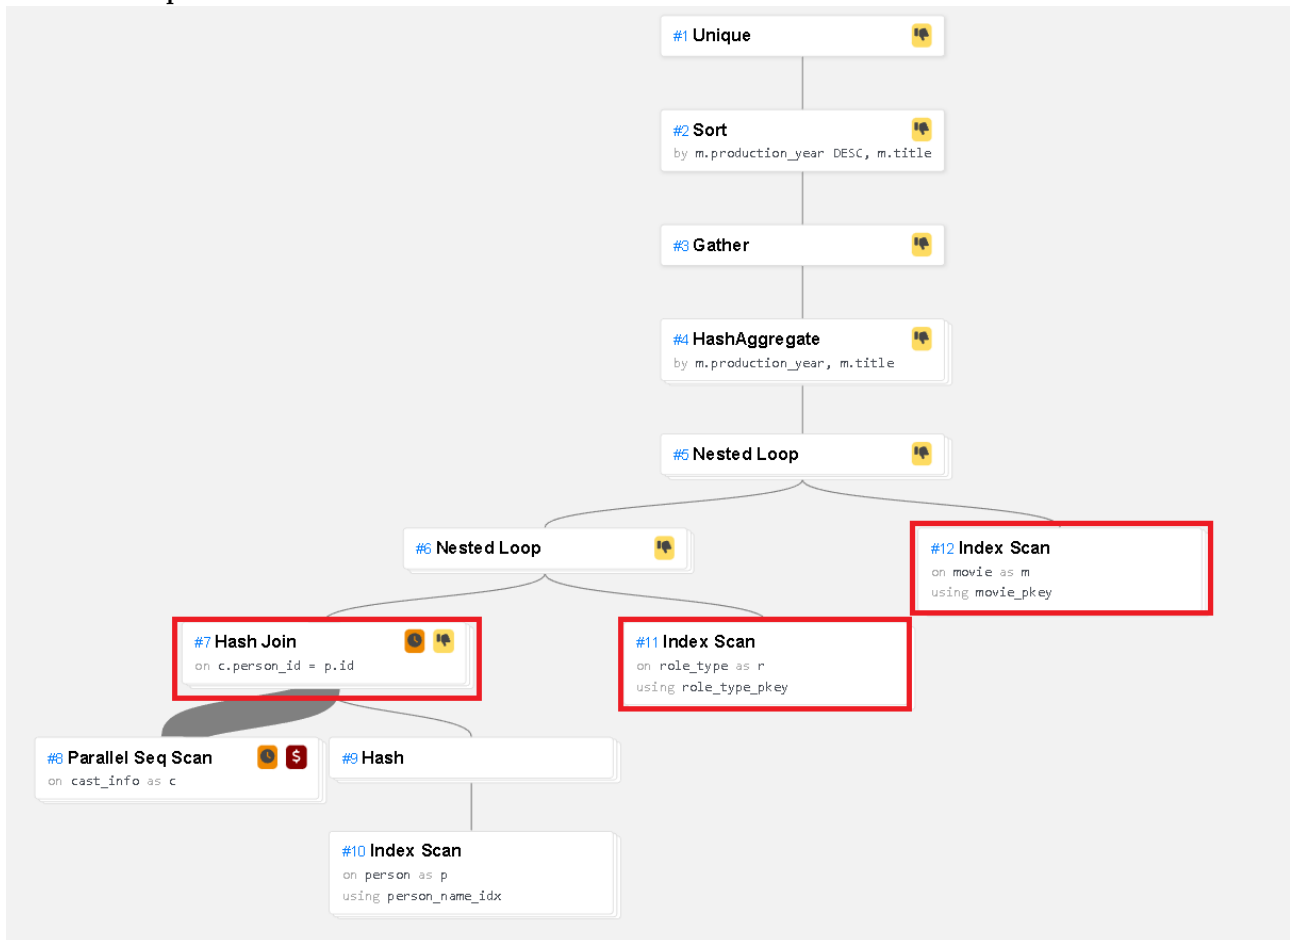 #1 Unique
#2 Sort
by m.production_year DESC, m.title
#3 Gather
#4 HashAggregate
by m.production_year, m.title
#5 Nested Loop
#6 Nested Loop
#12 Index Scan
on movie as m
using movie_pkey
#7 Hash Join
on c.person_id = p.id
#11 Index Scan
on role_type as r
using role_type_pkey
#8 Parallel Seq Scan
$
on cast_info as c
#9 Hash
#10 Index Scan
on person as p
using person_name_idx